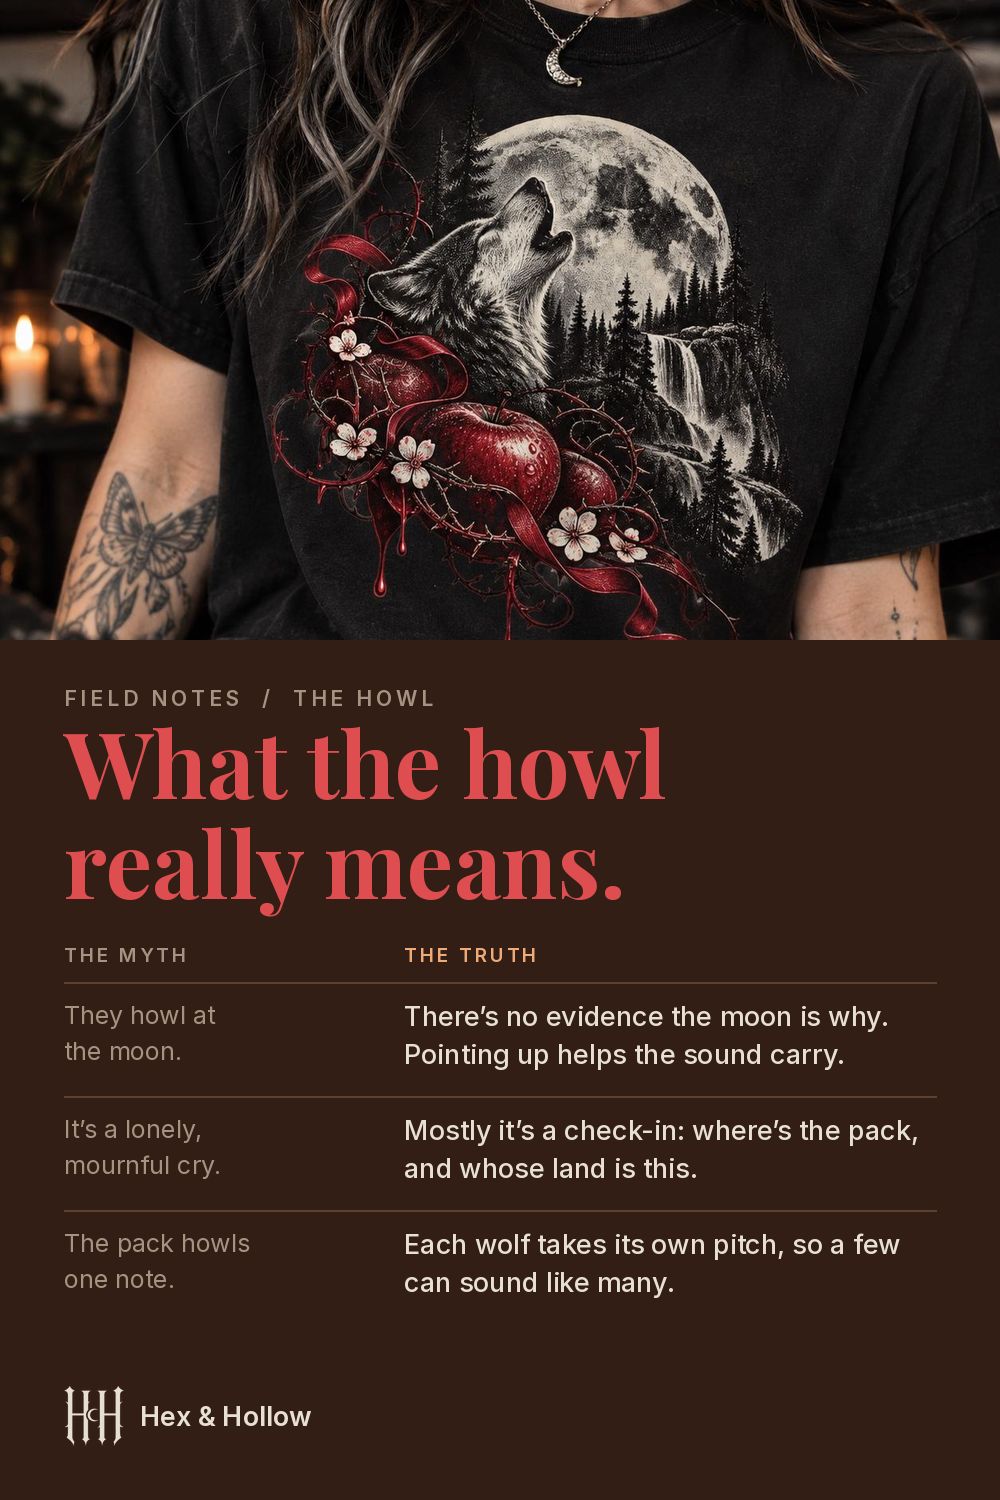 FIELD NOTES / THE HOWL
What the howl
really means.
THE MYTH
THE TRUTH
They howl at
the moon.
There’s no evidence the moon is why.
Pointing up helps the sound carry.
It’s a lonely,
mournful cry.
Mostly it’s a check-in: where’s the pack,
and whose land is this.
The pack howls
one note.
Each wolf takes its own pitch, so a few
can sound like many.
HH
Hex & Hollow